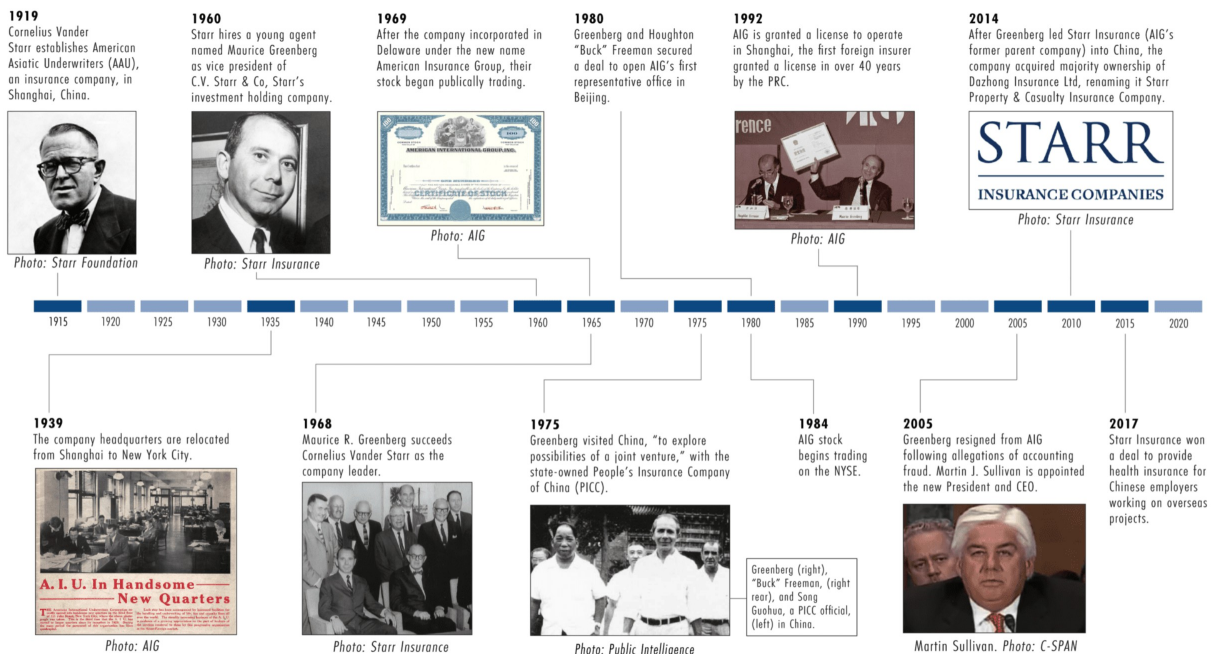 1919
Cornelius Vander
Starr establishes American
Asiatic Underwriters (AAU),
an insurance company, in
Shanghai, China.
Photo: Starr Foundation
1960
Starr hires a young agent
named Maurice Greenberg
as vice president of
C.V. Starr & Co, Starr's
investment holding company.
Photo: Starr Insurance
1969
After the company incorporated in
Delaware under the new name
American Insurance Group, their
stock began publically trading.
AMERICAN INTERNATIONAL GROUP, INC.
CERTIFICATE OF STOCK
Photo: AIG
1980
Greenberg and Houghton
"Buck" Freeman secured
a deal to open AIG's first
representative office in
Beijing.
1992
AIG is granted a license to operate
in Shanghai, the first foreign insurer
granted a license in over 40 years
by the PRC.
rence
Photo: AIG
2014
After Greenberg led Starr Insurance (AIG's
former parent company) into China, the
company acquired majority ownership of
Dazhong Insurance Ltd, renaming it Starr
Property & Casualty Insurance Company.
STARR
INSURANCE COMPANIES
Photo: Starr Insurance
1915 1920 1925 1930 1935 1940 1945 1950 1955 1960 1965 1970 1975 1980 1985 1990 1995 2000 2005 2010 2015 2020
1939
The company headquarters are relocated
from Shanghai to New York City.
A. I. U. In Handsome
New Quarters
Photo: AIG
1968
Maurice R. Greenberg succeeds
Cornelius Vander Starr as the
company leader.
Photo: Starr Insurance
1975
Greenberg visited China, "to explore
possibilities of a joint venture," with the
state-owned People's Insurance Company
of China (PICC).
Photo: Public Intelligence
Greenberg (right),
"Buck" Freeman, (right
rear), and Song
Guohua, a PICC official,
(left) in China.
1984
AIG stock
begins trading
on the NYSE.
2005
Greenberg resigned from AIG
following allegations of accounting
fraud. Martin J. Sullivan is appointed
the new President and CEO.
Martin Sullivan. Photo: C-SPAN
2017
Starr Insurance won
a deal to provide
health insurance for
Chinese employers
working on overseas
projects.